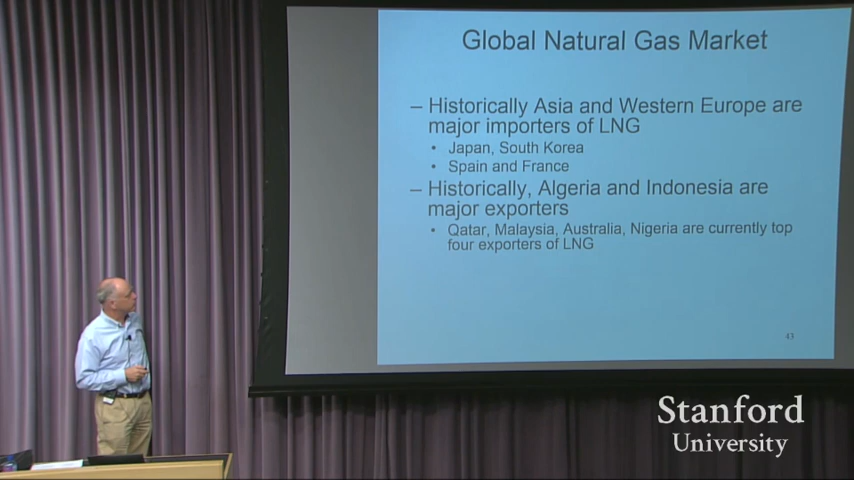 Global Natural Gas Market
– Historically Asia and Western Europe are
major importers of LNG
• Japan, South Korea
• Spain and France
– Historically, Algeria and Indonesia are
major exporters
• Qatar, Malaysia, Australia, Nigeria are currently top
four exporters of LNG
43
Stanford
University